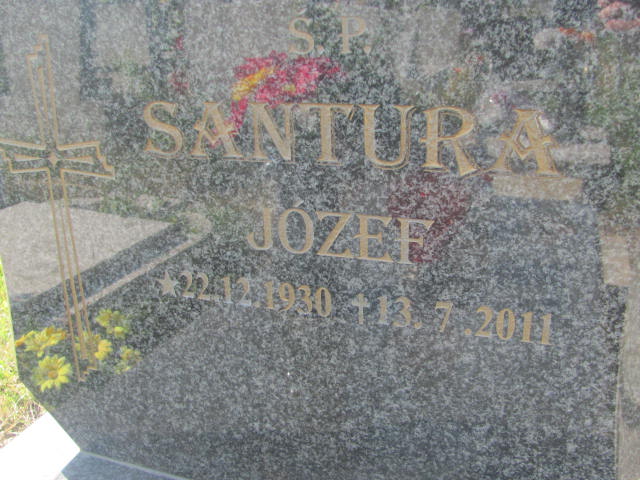 Ś.P.
SANTURA
JÓZEF
★22.12.1930 †13.7.2011